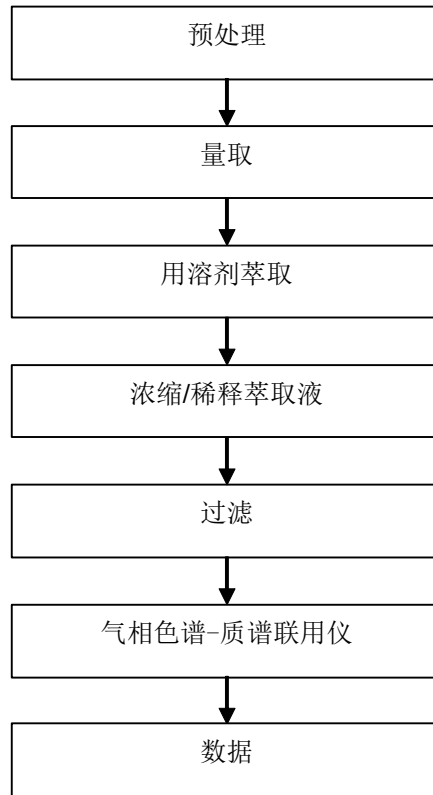 预处理
量取
用溶剂萃取
浓缩/稀释萃取液
过滤
气相色谱-质谱联用仪
数据